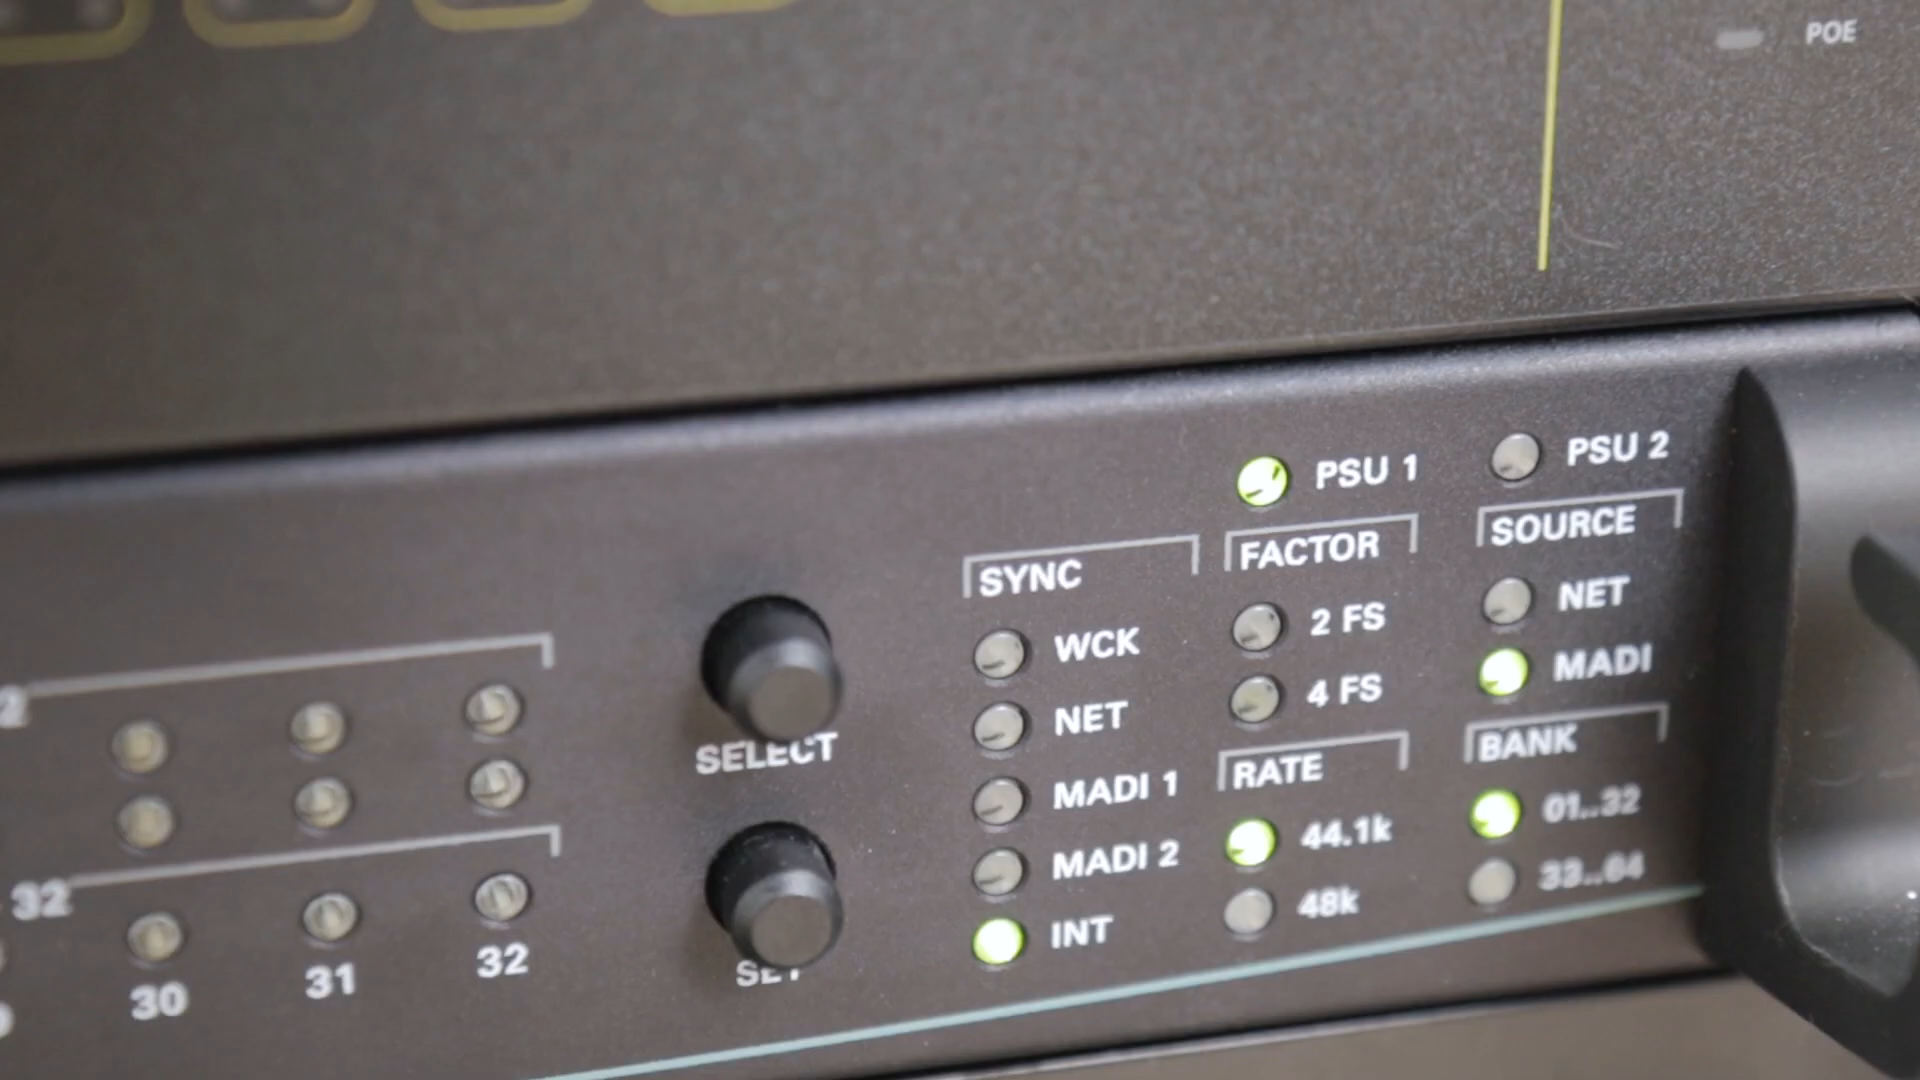 POE
PSU 1
PSU 2
SYNC
FACTOR
SOURCE
WCK
2 FS
NET
NET
4 FS
MADI
MADI 1
RATE
BANK
MADI 2
44.1k
01..32
INT
48k
33..64
SELECT
SET
32
30
31
32